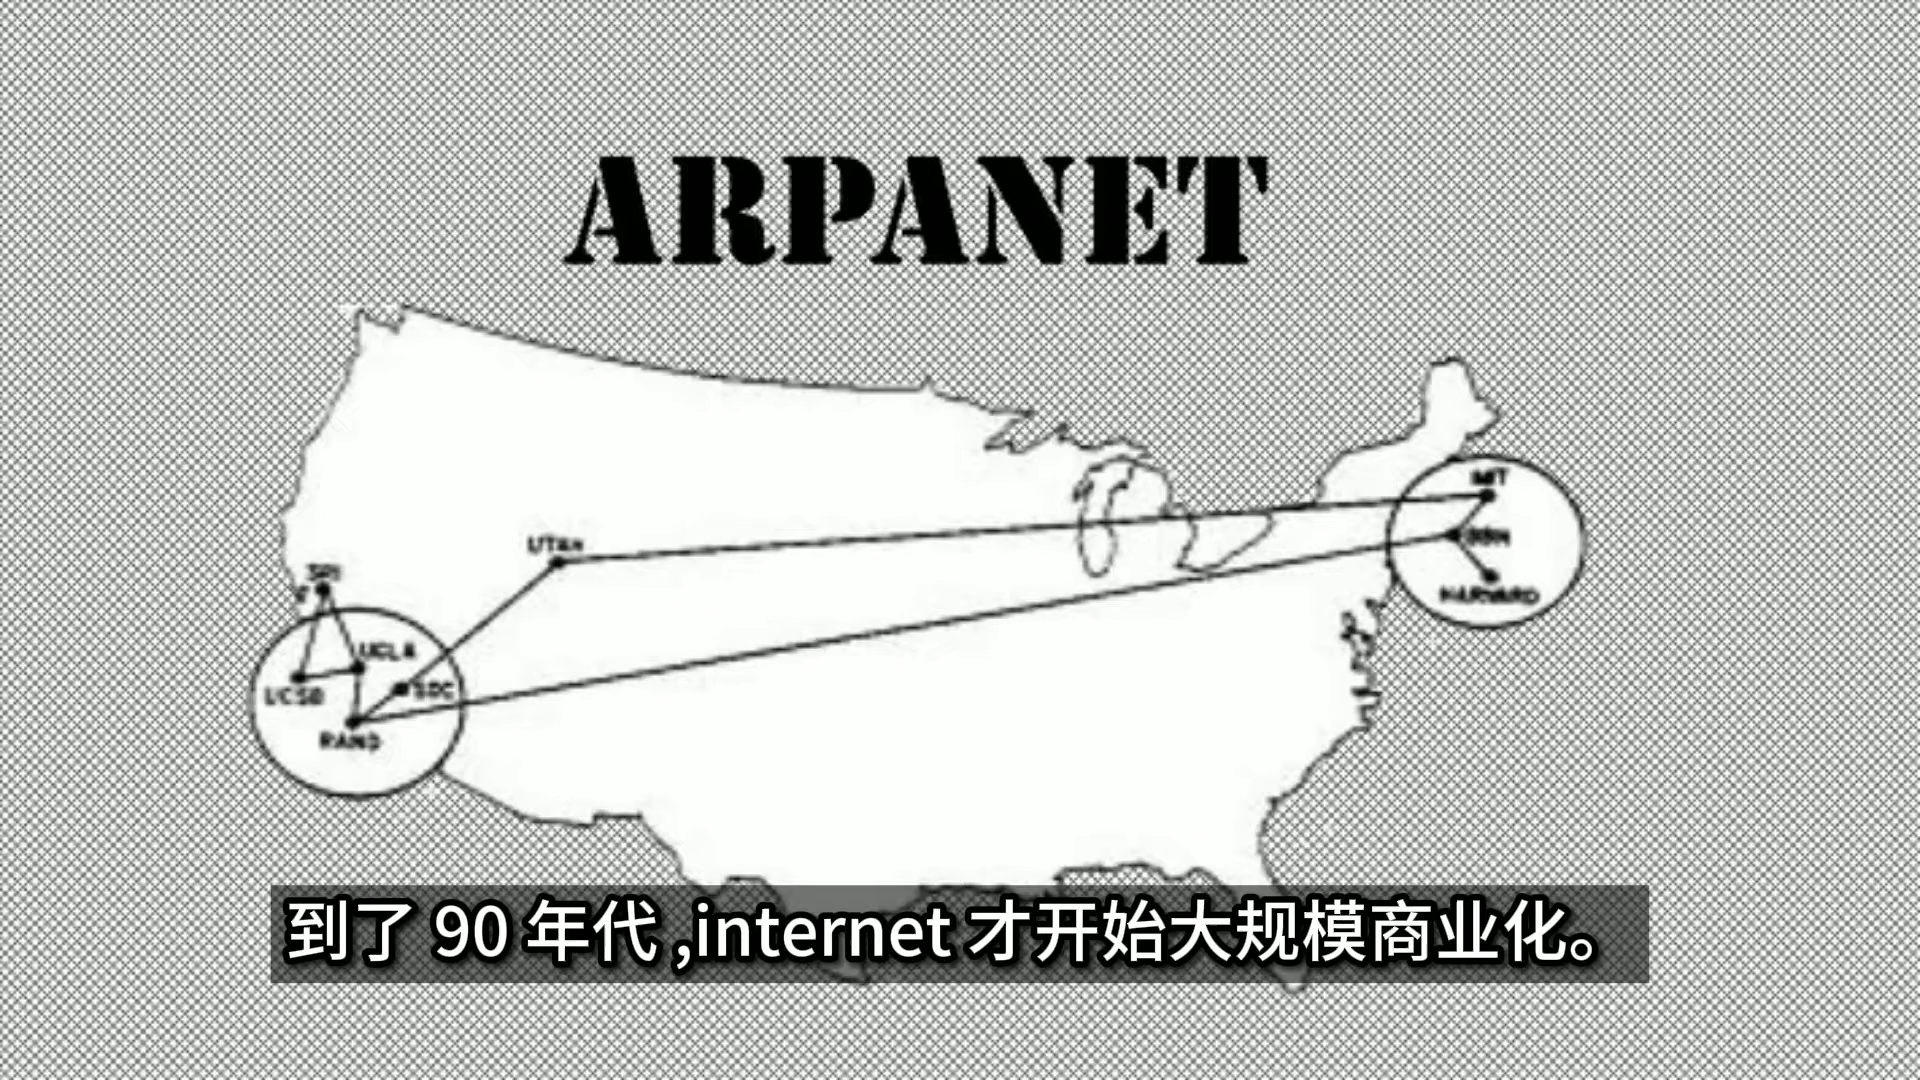 ARPANET
MIT
UTAH
BBN
SRI
HARVARD
UCLA
SDC
UCSB
RAND
到了 90 年代 ,internet 才开始大规模商业化。